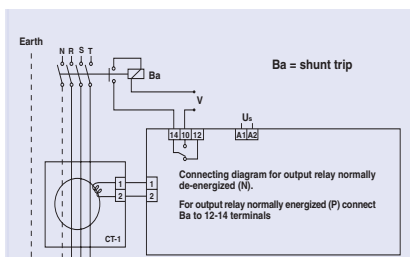 Earth
N R S T
Ba
Ba = shunt trip
V
Us
14 10 12
A1 A2
Connecting diagram for output relay normally
de-energized (N).
For output relay normally energized (P) connect
Ba to 12-14 terminals
1 1
2 2
CT-1